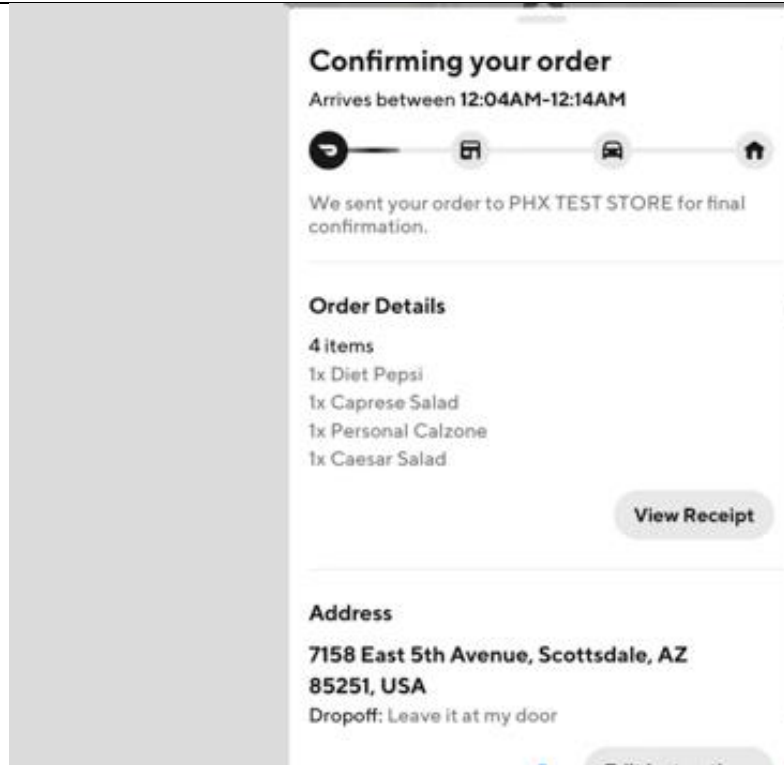 Confirming your order
Arrives between 12:04AM-12:14AM
We sent your order to PHX TEST STORE for final
confirmation.
Order Details
4 items
1x Diet Pepsi
1x Caprese Salad
1x Personal Calzone
1x Caesar Salad
View Receipt
Address
7158 East 5th Avenue, Scottsdale, AZ
85251, USA
Dropoff: Leave it at my door